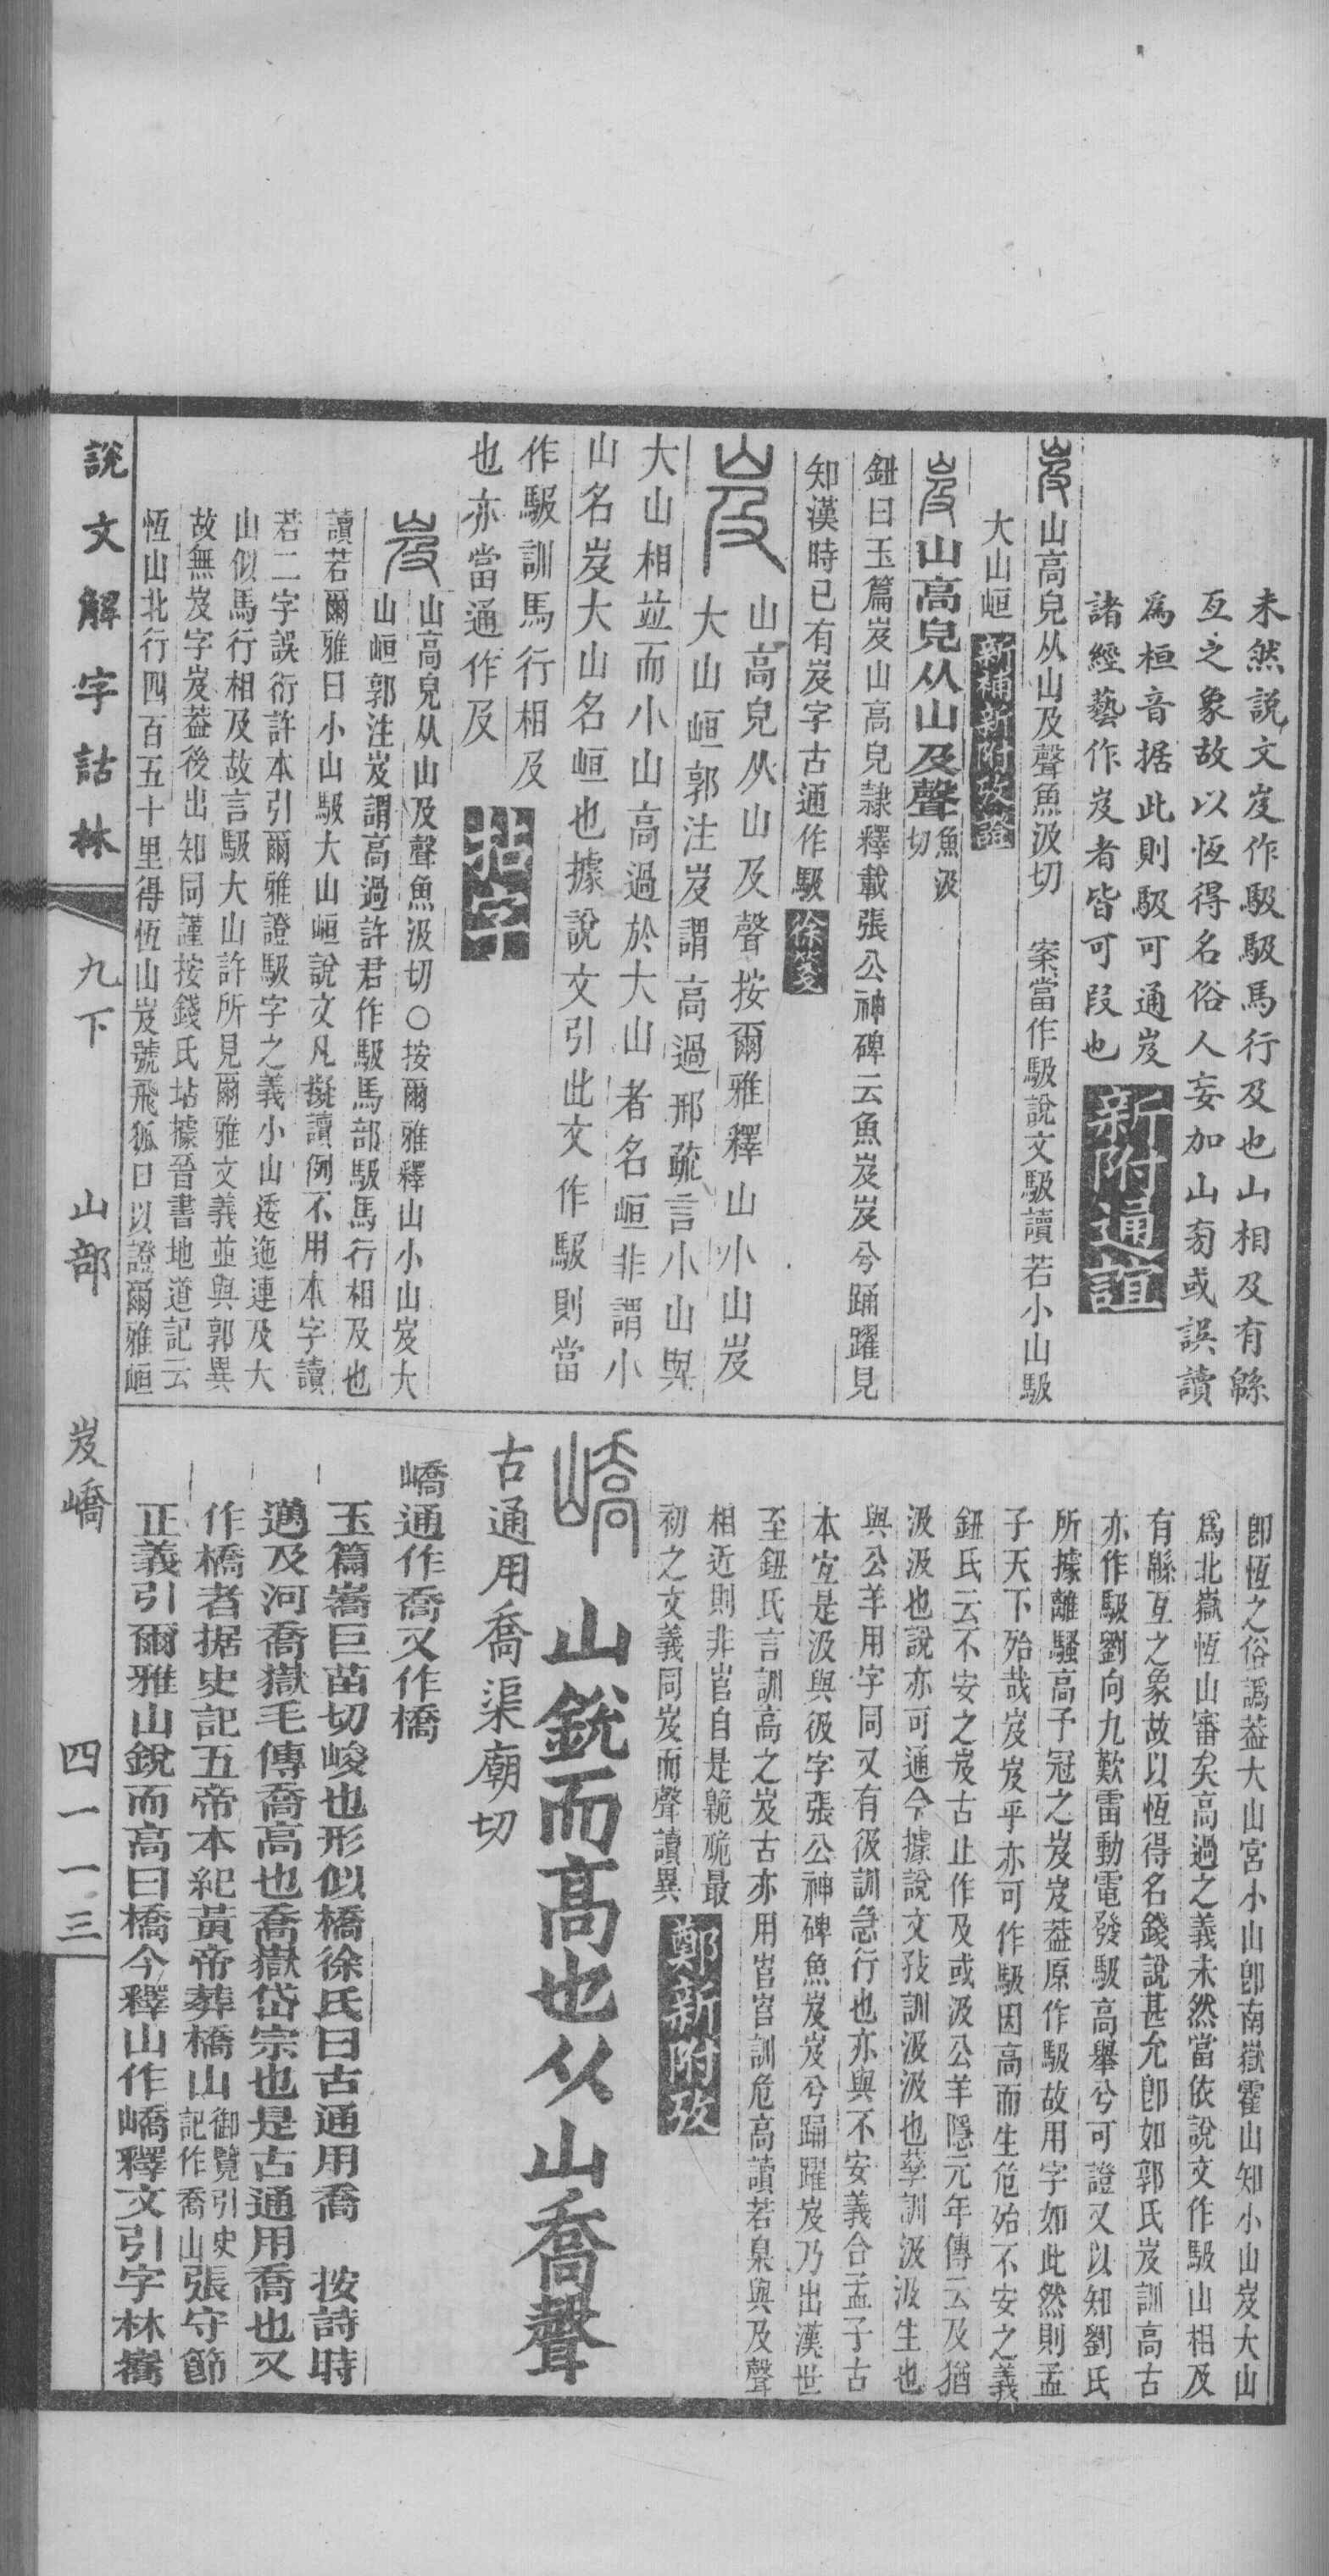 未然說文岌作馺馺馬行及也山相及有緜
亙之象故以恆得名俗人妄加山旁或誤讀
爲桓音据此則馺可通岌
諸經藝作岌者皆可叚也
新附通誼
岌山高皃从山及聲魚汲切 案當作馺說文馺讀若小山馺
大山峘
新補新附攷證
岌山高皃从山及聲魚汲切
鈕曰玉篇岌山高皃隸釋載張公神碑云魚岌岌兮踊躍見
知漢時已有岌字古通作馺
徐箋
岌 山高皃从山及聲按爾雅釋山小山岌
大山峘郭注岌謂高過邢疏言小山與
大山相竝而小山高過於大山者名峘非謂小
山名岌大山名峘也據說文引此文作馺則當
作馺訓馬行相及
也亦當通作及
岌山高皃从山及聲魚汲切○按爾雅釋山小山岌大
山峘郭注岌謂高過許君作馺馬部馺馬行相及也
讀若爾雅曰小山馺大山峘說文凡擬讀例不用本字讀
若二字誤衍許本引爾雅證馺字之義小山逶迤連及大
山似馬行相及故言馺大山許所見爾雅文義並與郭異
故無岌字岌葢後出知同謹按錢氏坫據晉書地道記云
恆山北行四百五十里得恆山岌號飛狐口以證爾雅峘
卽恆之俗譌葢大山宮小山卽南嶽霍山知小山岌大山
爲北嶽恆山審矣高過之義未然當依說文作馺山相及
有緜亙之象故以恆得名錢說甚允卽如郭氏岌訓高古
亦作馺劉向九歎雷動電發馺高舉兮可證又以知劉氏
所據離騷高予冠之岌岌葢原作馺故用字如此然則孟
子天下殆哉岌岌乎亦可作馺因高而生危殆不安之義
鈕氏云不安之岌古止作及或汲公羊隱元年傳云及猶
汲汲也說亦可通今據說文孜訓汲汲也孳訓汲汲生也
與公羊用字同又有彶訓急行也亦與不安義合孟子古
本宜是汲與彶字張公神碑魚岌岌兮踊躍岌乃出漢世
至鈕氏言訓高之岌古亦用岧岧訓危高讀若臬與及聲
相近則非岧自是臲卼最
初之文義同岌而聲讀異
鄭新附攷
嶠 山銳而高也从山喬聲
古通用喬渠廟切
嶠通作喬又作橋
玉篇嶠巨苗切峻也形似橋徐氏曰古通用喬 按詩時
邁及河喬嶽毛傳喬高也喬嶽岱宗也是古通用喬也又
作橋者据史記五帝本紀黃帝葬橋山御覽引史記作喬山張守節
正義引爾雅山銳而高曰橋今釋山作嶠釋文引字林
說文解字詁林
九下
山部
岌嶠
四一一三